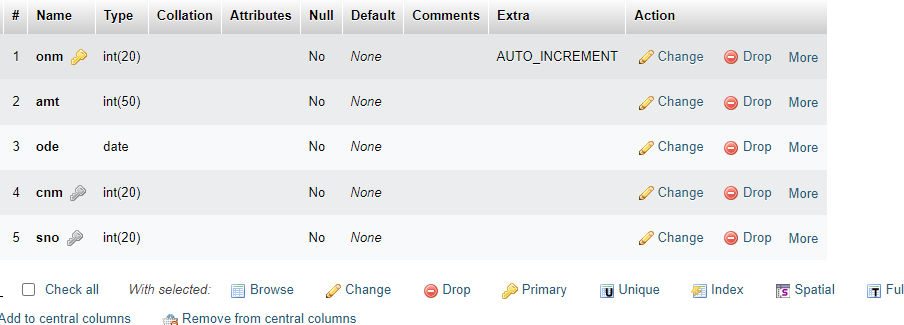 # Name Type Collation Attributes Null Default Comments Extra Action
1 onm int(20) No None AUTO_INCREMENT Change Drop More
2 amt int(50) No None Change Drop More
3 ode date No None Change Drop More
4 cnm int(20) No None Change Drop More
5 sno int(20) No None Change Drop More
Check all With selected: Browse Change Drop Primary Unique Index Spatial Ful
Add to central columns Remove from central columns